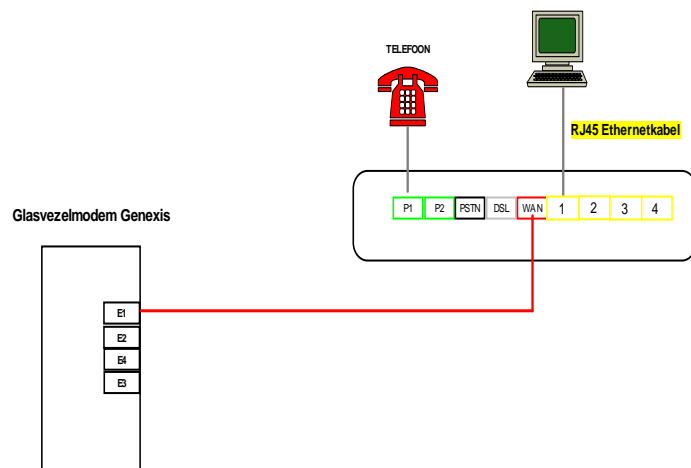 TELEFOON
RJ45 Ethernetkabel
P1 P2 PSTN DSL WAN 1 2 3 4
Glasvezelmodem Genexis
E1
E2
E4
E3